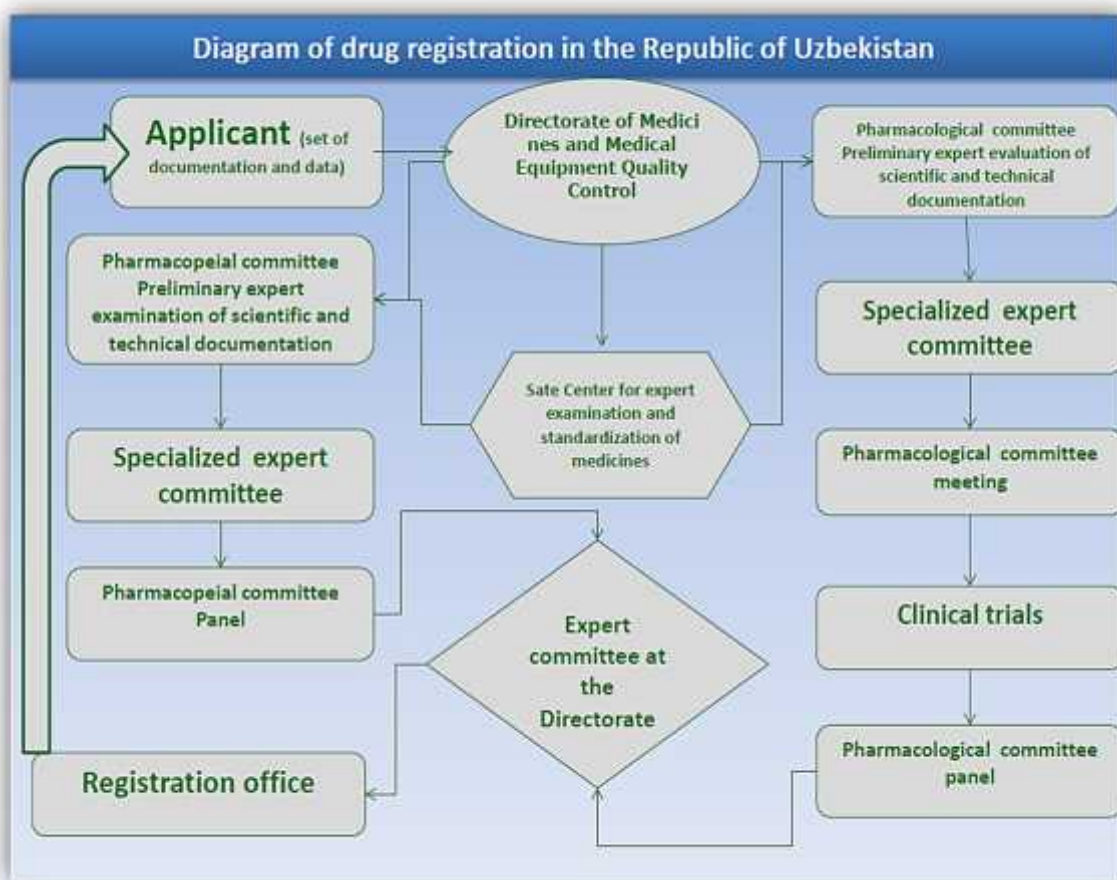 Diagram of drug registration in the Republic of Uzbekistan
Applicant (set of
documentation and data)
Directorate of Medici
nes and Medical
Equipment Quality
Control
Pharmacological committee
Preliminary expert evaluation of
scientific and technical
documentation
Pharmacopeial committee
Preliminary expert
examination of scientific and
technical documentation
Specialized expert
committee
Sate Center for expert
examination and
standardization of
medicines
Specialized expert
committee
Pharmacological committee
meeting
Pharmacopeial committee
Panel
Expert
committee at
the
Directorate
Clinical trials
Registration office
Pharmacological committee
panel